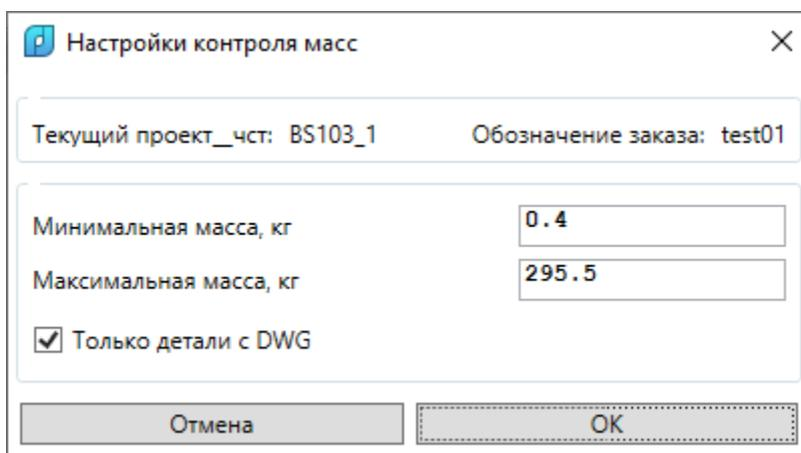 Настройки контроля масс
Текущий проект__чст: BS103_1 Обозначение заказа: test01
Минимальная масса, кг 0.4
Максимальная масса, кг 295.5
Только детали с DWG
Отмена ОК